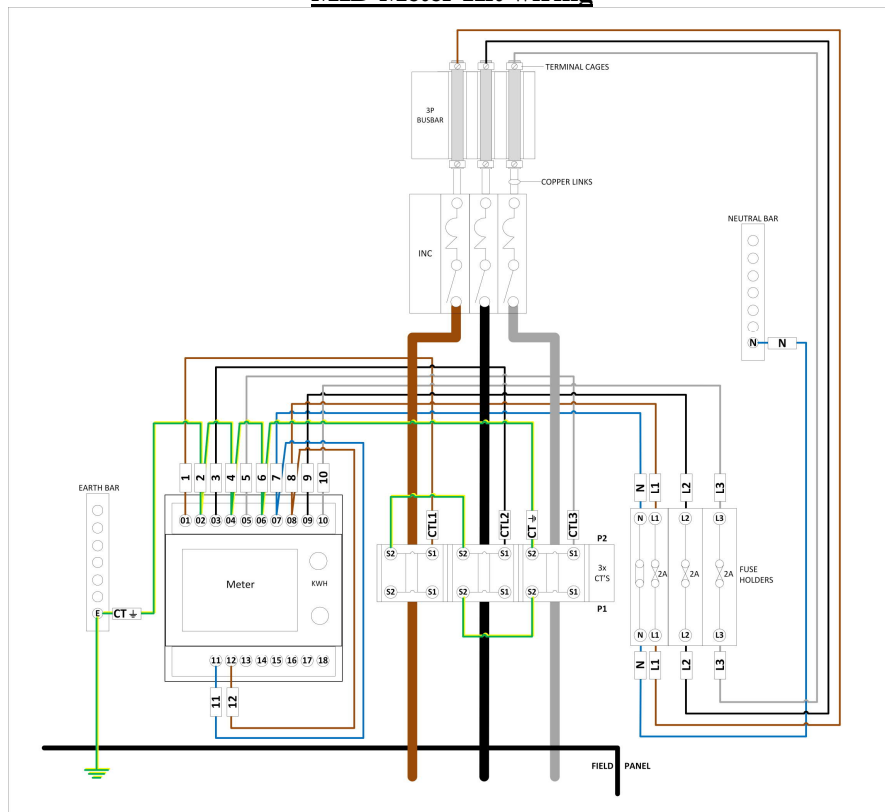 MID Meter Kit Wiring
TERMINAL CAGES
3P
BUSBAR
COPPER LINKS
NEUTRAL BAR
INC
N N
1 2 3 4 5 6 7 8 9 10
EARTH BAR
CTL1 CTL2 CT CTL3
N L1 L2 L3
P2
01 02 03 04 05 06 07 08 09 10
N L1 L2 L3
S2 S1 S2 S1 S2 S1
3x
CT'S
Meter
KWH
2A 2A 2A
FUSE
HOLDERS
S2 S1 S2 S1 S2 S1
P1
E CT
N L1 L2 L3
11 12 13 14 15 16 17 18
N L1 L2 L3
11 12
FIELD PANEL